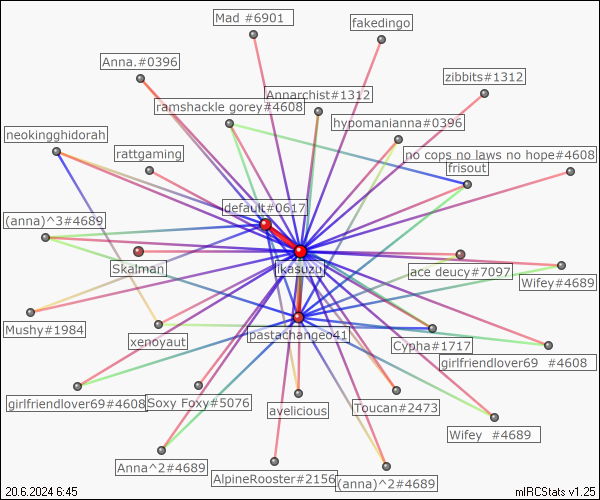 Mad #6901
fakedingo
Anna.#0396
zibbits#1312
Annarchist#1312
ramshackle gorey#4608
hypomanianna#0396
neokingghidorah
rattgaming
no cops no laws no hope#4608
frisout
default#0617
(anna)^3#4689
Skalman
ikasuzu
ace deucy#7097
Wifey#4689
Mushy#1984
xenoyaut
pastachangeo41
Cypha#1717
girlfriendlover69 #4608
girlfriendlover69#4608
Soxy Foxy#5076
avelicious
Toucan#2473
Wifey #4689
Anna^2#4689
AlpineRooster#2156
(anna)^2#4689
20.6.2024 6:45
mIRCStats v1.25